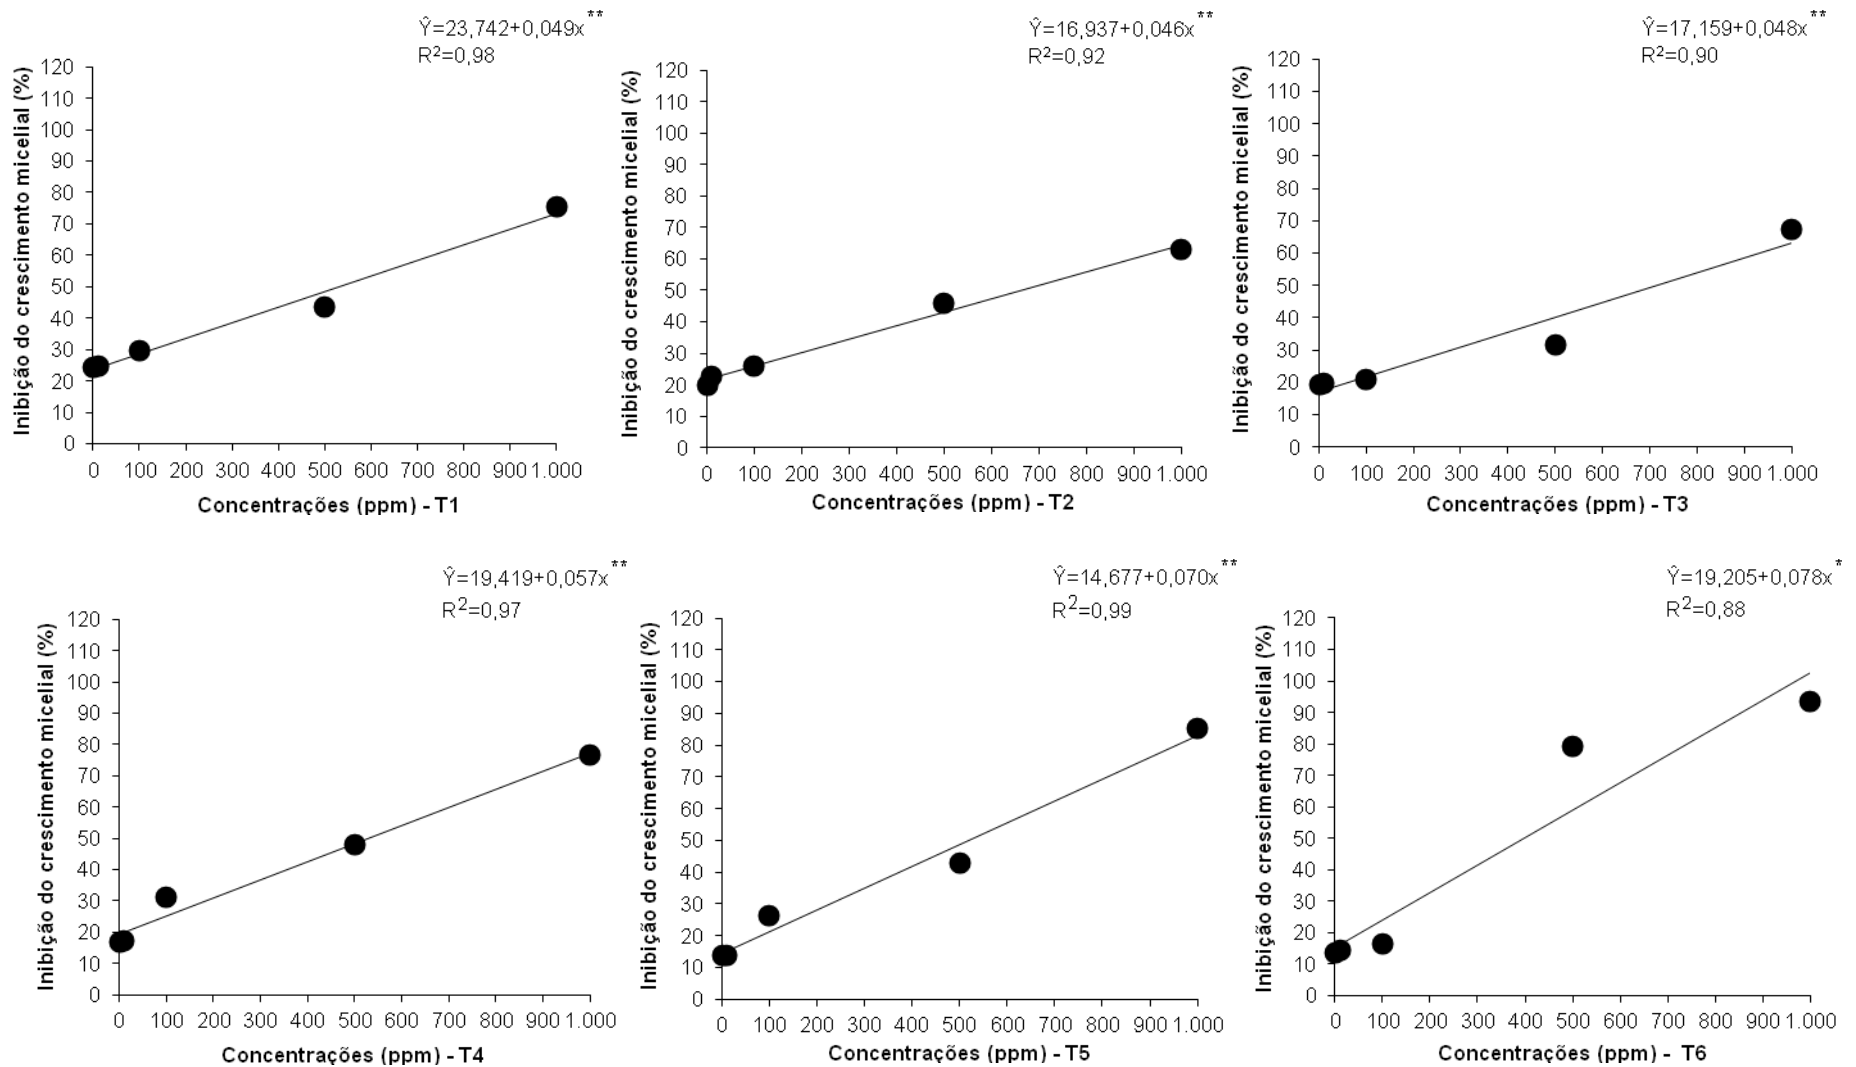 Ŷ=23,742+0,049x**
R²=0,98
Inibição do crescimento micelial (%)
120
110
100
90
80
70
60
50
40
30
20
10
0
0 100 200 300 400 500 600 700 800 900 1.000
Concentrações (ppm) - T1
Ŷ=16,937+0,046x**
R²=0,92
Inibição do crescimento micelial (%)
120
110
100
90
80
70
60
50
40
30
20
10
0
0 100 200 300 400 500 600 700 800 900 1.000
Concentrações (ppm) - T2
Ŷ=17,159+0,048x**
R²=0,90
Inibição do crescimento micelial (%)
120
110
100
90
80
70
60
50
40
30
20
10
0
0 100 200 300 400 500 600 700 800 900 1.000
Concentrações (ppm) - T3
Ŷ=19,419+0,057x**
R²=0,97
Inibição do crescimento micelial (%)
120
110
100
90
80
70
60
50
40
30
20
10
0
0 100 200 300 400 500 600 700 800 900 1.000
Concentrações (ppm) - T4
Ŷ=14,677+0,070x**
R²=0,99
Inibição do crescimento micelial (%)
120
110
100
90
80
70
60
50
40
30
20
10
0
0 100 200 300 400 500 600 700 800 900 1.000
Concentrações (ppm) - T5
Ŷ=19,205+0,078x*
R²=0,88
Inibição do crescimento micelial (%)
120
110
100
90
80
70
60
50
40
30
20
10
0
0 100 200 300 400 500 600 700 800 900 1.000
Concentrações (ppm) - T6